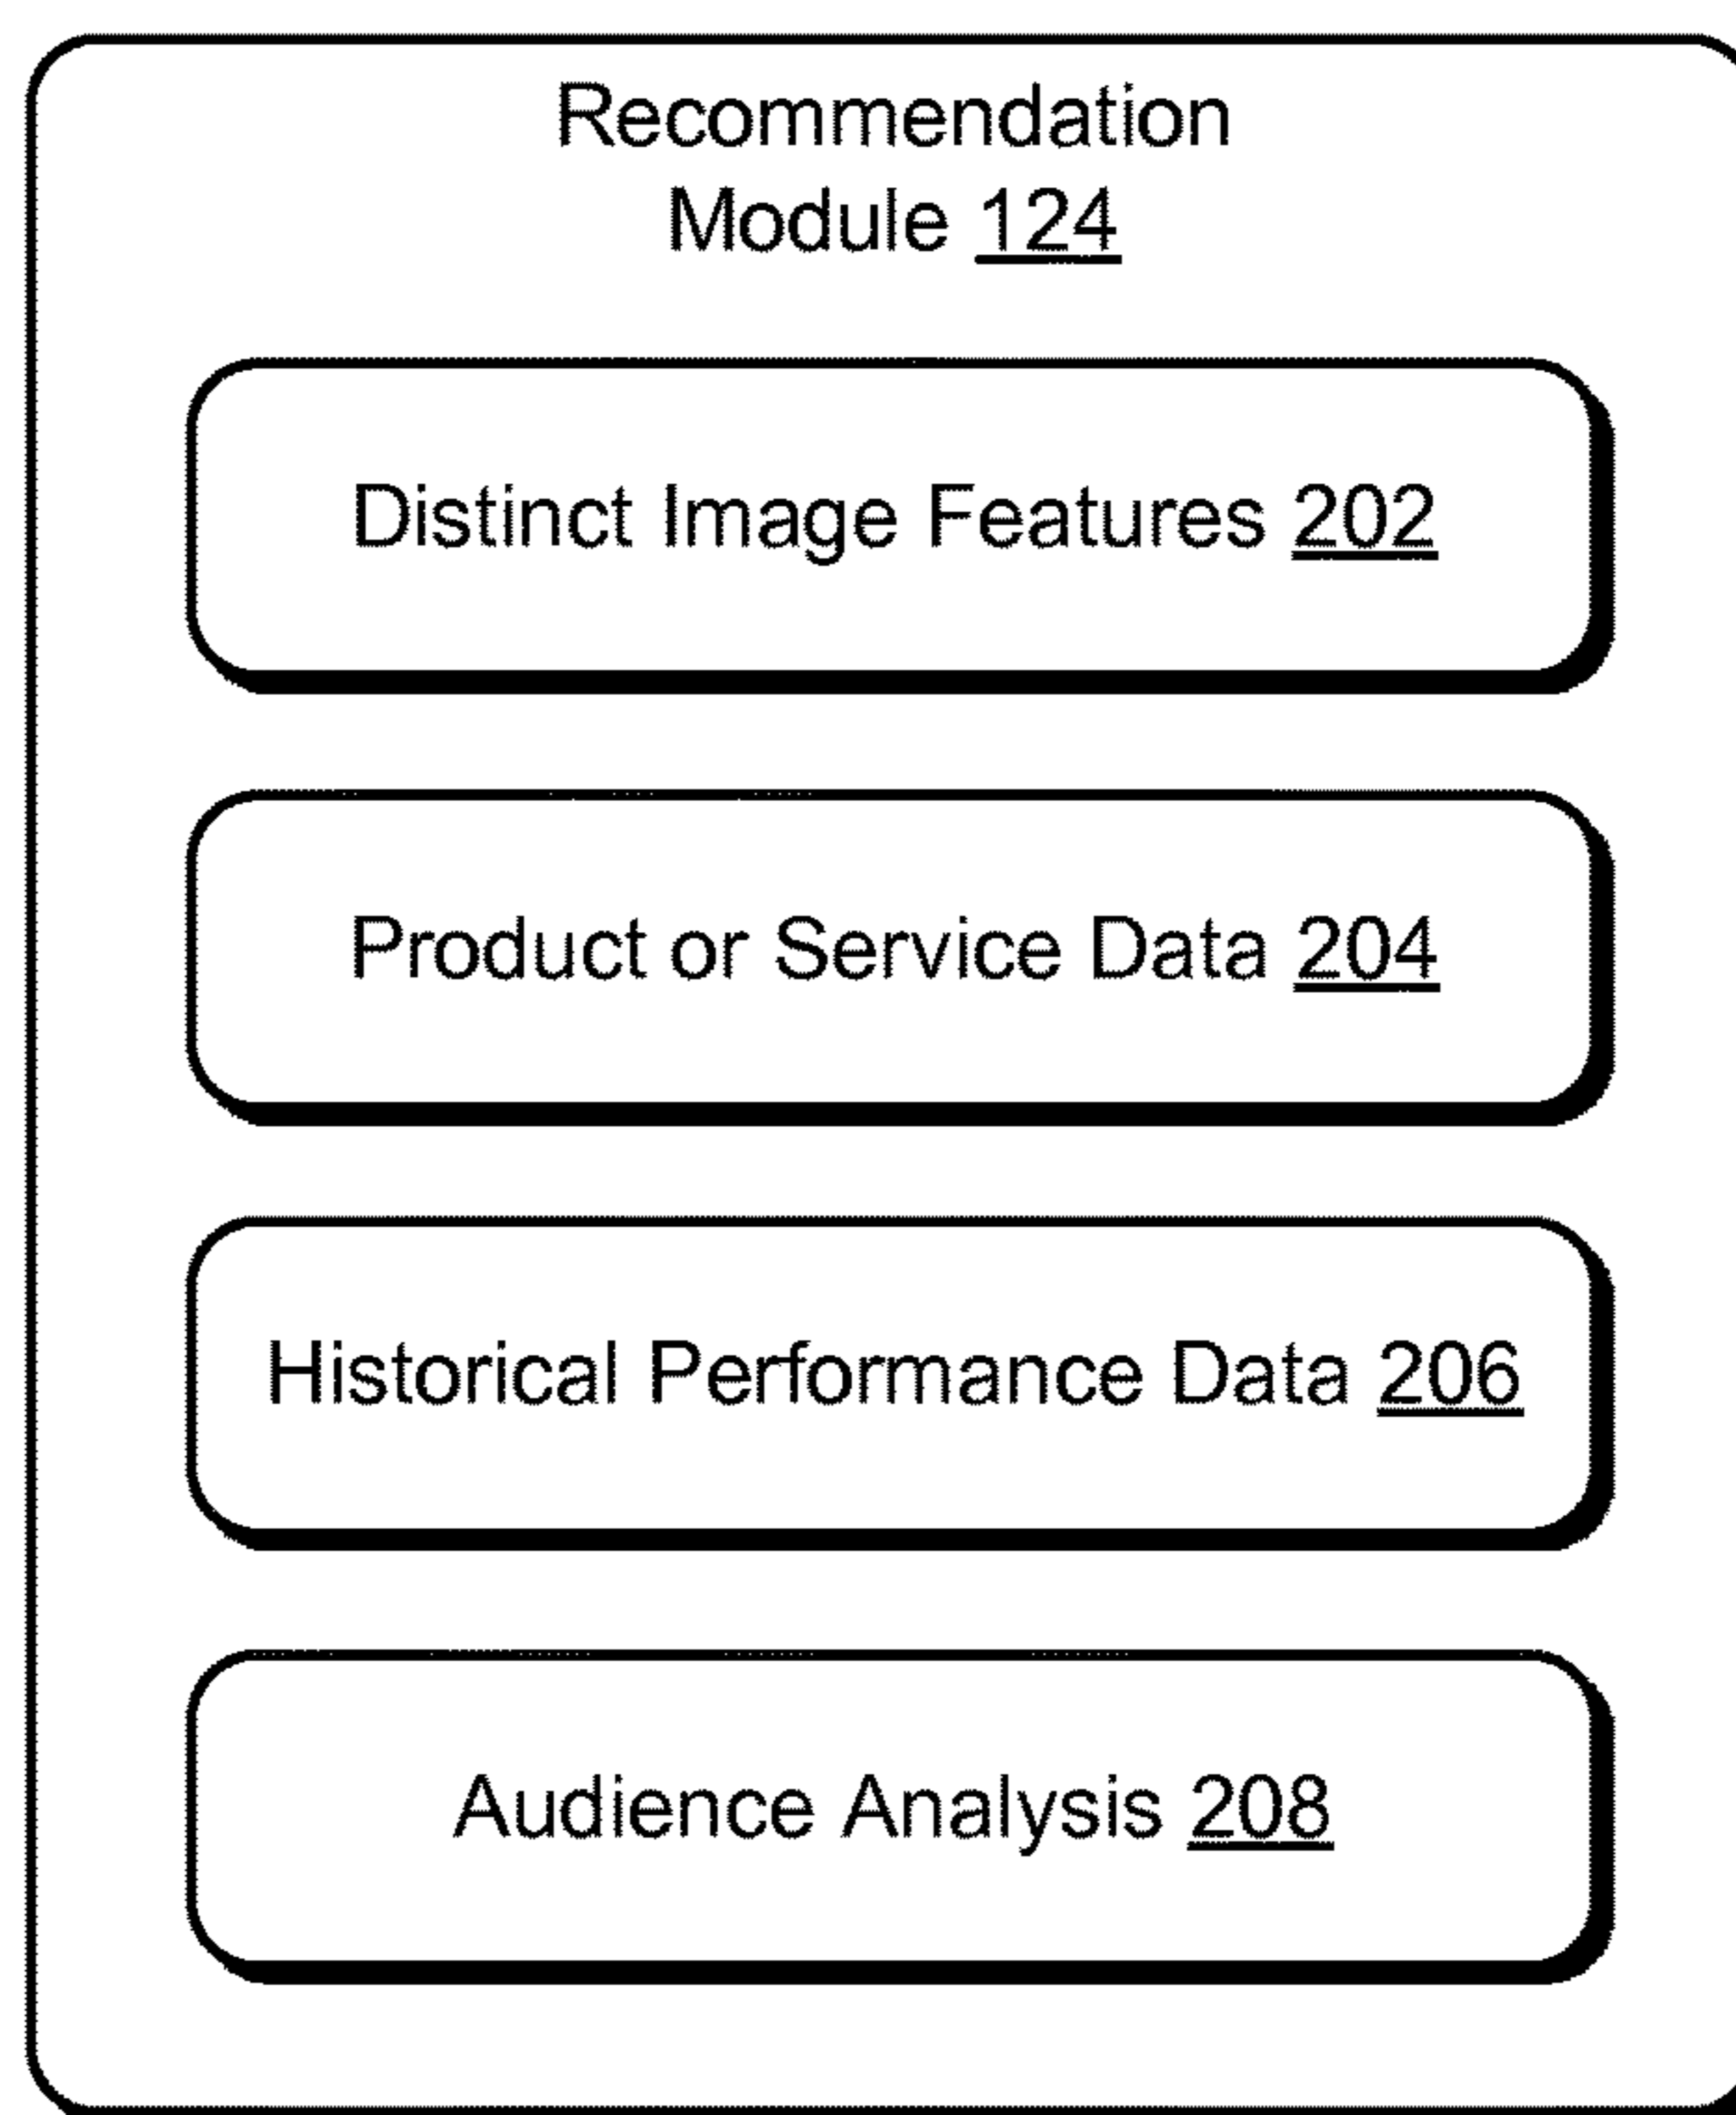 Recommendation
Module 124
Distinct Image Features 202
Product or Service Data 204
Historical Performance Data 206
Audience Analysis 208